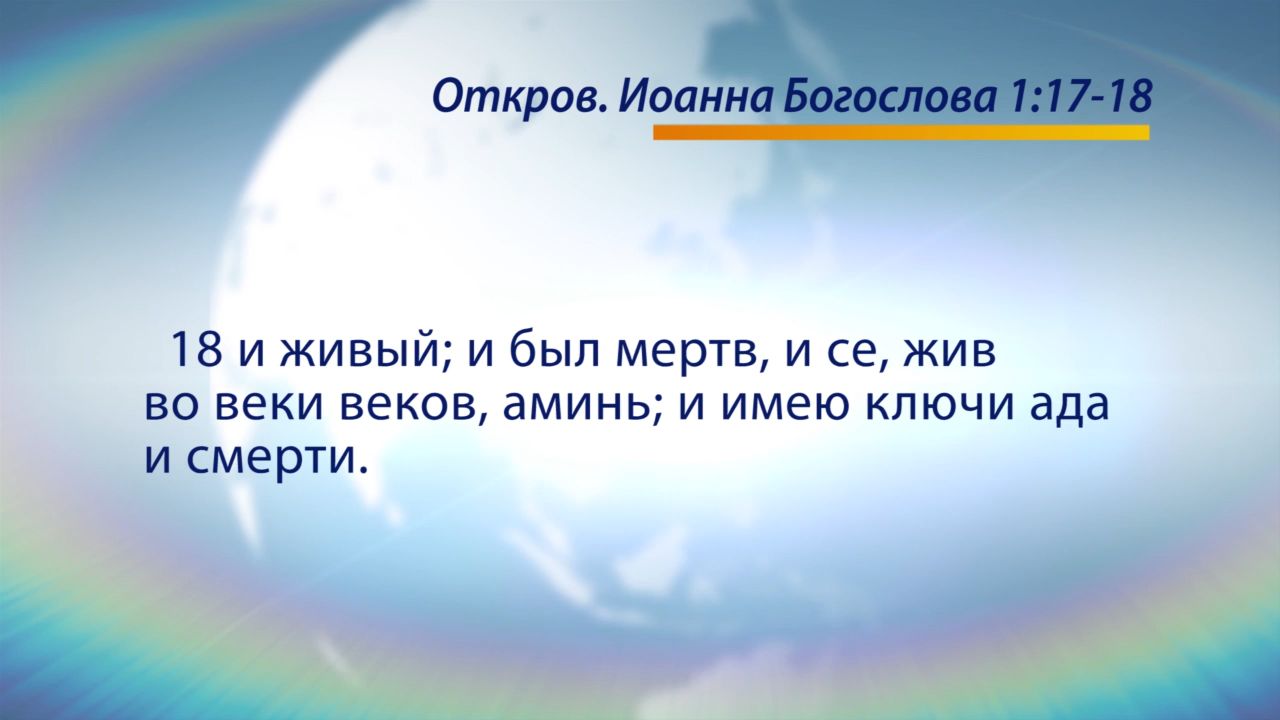 Откров. Иоанна Богослова 1:17-18
18 и живый; и был мертв, и се, жив
во веки веков, аминь; и имею ключи ада
и смерти.